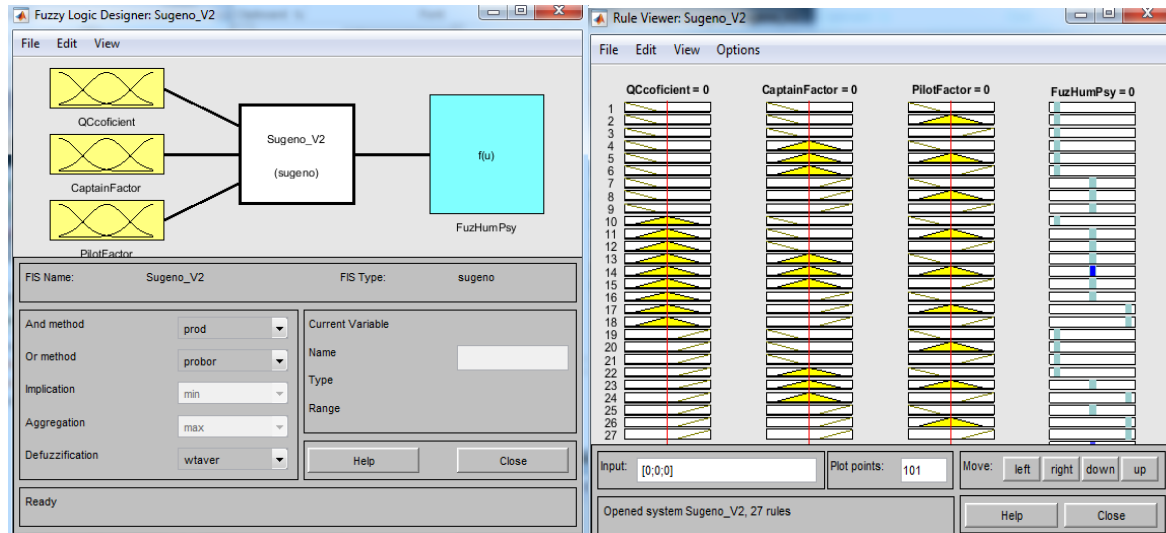 Fuzzy Logic Designer: Sugeno_V2
File Edit View
QCcoficient
CaptainFactor
PilotFactor
Sugeno_V2
(sugeno)
f(u)
FuzHumPsy
FIS Name: Sugeno_V2 FIS Type: sugeno
And method prod
Or method probor
Implication min
Aggregation max
Defuzzification wtaver
Current Variable
Name
Type
Range
Help Close
Ready
Rule Viewer: Sugeno_V2
File Edit View Options
QCcoficient = 0 CaptainFactor = 0 PilotFactor = 0 FuzHumPsy = 0
1
2
3
4
5
6
7
8
9
10
11
12
13
14
15
16
17
18
19
20
21
22
23
24
25
26
27
Input: [0;0;0] Plot points: 101 Move: left right down up
Opened system Sugeno_V2, 27 rules
Help Close